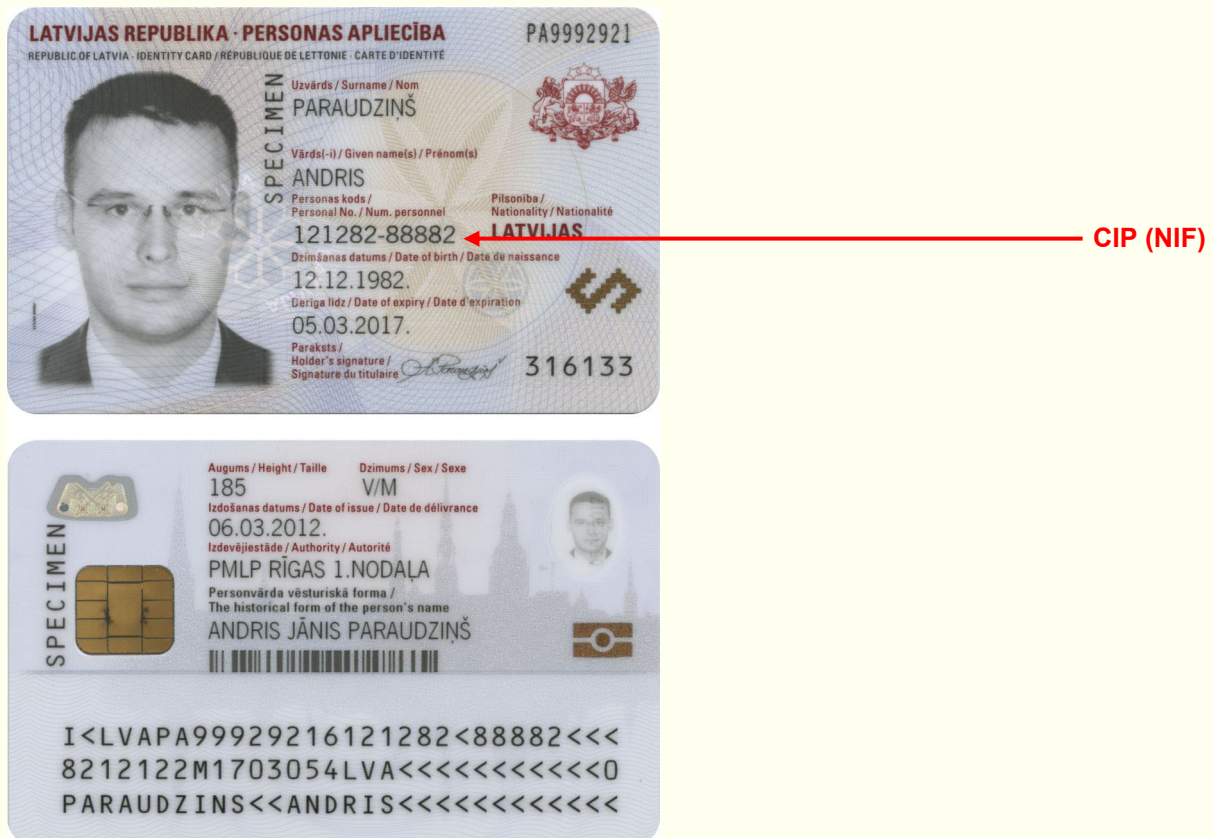 LATVIJAS REPUBLIKA · PERSONAS APLIECĪBA
PA9992921
REPUBLIC OF LATVIA · IDENTITY CARD / RÉPUBLIQUE DE LETTONIE · CARTE D'IDENTITÉ
SPECIMEN
Uzvārds / Surname / Nom
PARAUDZIŅŠ
Vārds(-i) / Given name(s) / Prénom(s)
ANDRIS
Personas kods /
Personal No. / Num. personnel
121282-88882
Pilsonība /
Nationality / Nationalité
LATVIJAS
CIP (NIF)
Dzimšanas datums / Date of birth / Date de naissance
12.12.1982.
Derīga līdz / Date of expiry / Date d'expiration
05.03.2017.
Paraksts /
Holder's signature /
Signature du titulaire
316133
SPECIMEN
Augums / Height / Taille
185
Dzimums / Sex / Sexe
V/M
Izdošanas datums / Date of issue / Date de délivrance
06.03.2012.
Izdevējiestāde / Authority / Autorité
PMLP RĪGAS 1.NODAĻA
Personvārda vēsturiskā forma /
The historical form of the person's name
ANDRIS JĀNIS PARAUDZIŅŠ
I<LVAPA99929216121282<88882<<<
8212122M1703054LVA<<<<<<<<<<<0
PARAUDZINS<<ANDRIS<<<<<<<<<<<<